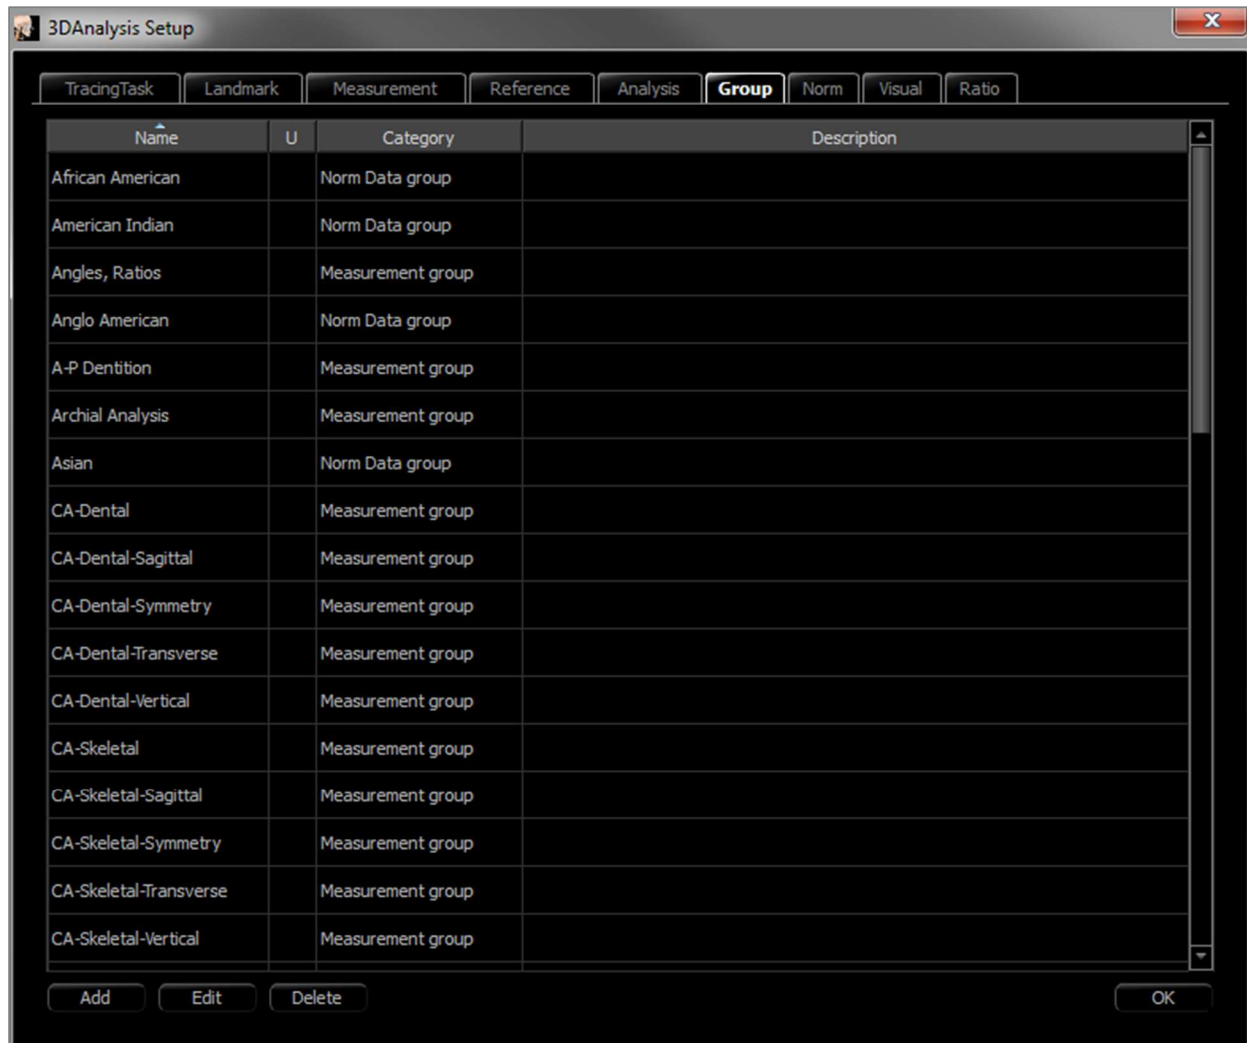 3DAnalysis Setup
TracingTask Landmark Measurement Reference Analysis Group Norm Visual Ratio
Name U Category Description
African American Norm Data group
American Indian Norm Data group
Angles, Ratios Measurement group
Anglo American Norm Data group
A-P Dentition Measurement group
Archial Analysis Measurement group
Asian Norm Data group
CA-Dental Measurement group
CA-Dental-Sagittal Measurement group
CA-Dental-Symmetry Measurement group
CA-Dental-Transverse Measurement group
CA-Dental-Vertical Measurement group
CA-Skeletal Measurement group
CA-Skeletal-Sagittal Measurement group
CA-Skeletal-Symmetry Measurement group
CA-Skeletal-Transverse Measurement group
CA-Skeletal-Vertical Measurement group
Add Edit Delete OK